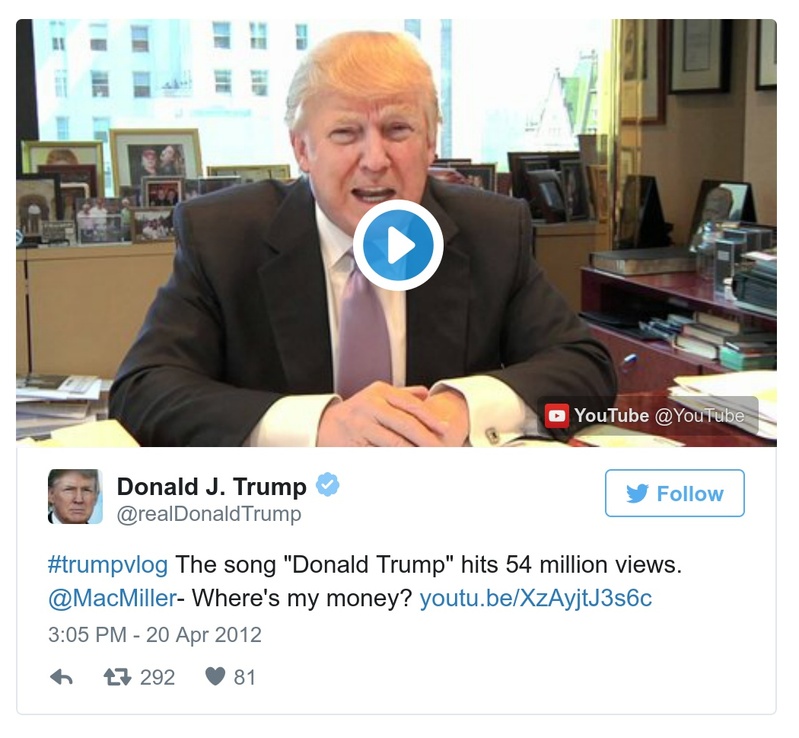 YouTube @YouTube
Donald J. Trump
Follow
@realDonaldTrump
#trumpvlog The song "Donald Trump" hits 54 million views.
@MacMiller- Where's my money? youtu.be/XzAyjtJ3s6c
3:05 PM - 20 Apr 2012
292 81